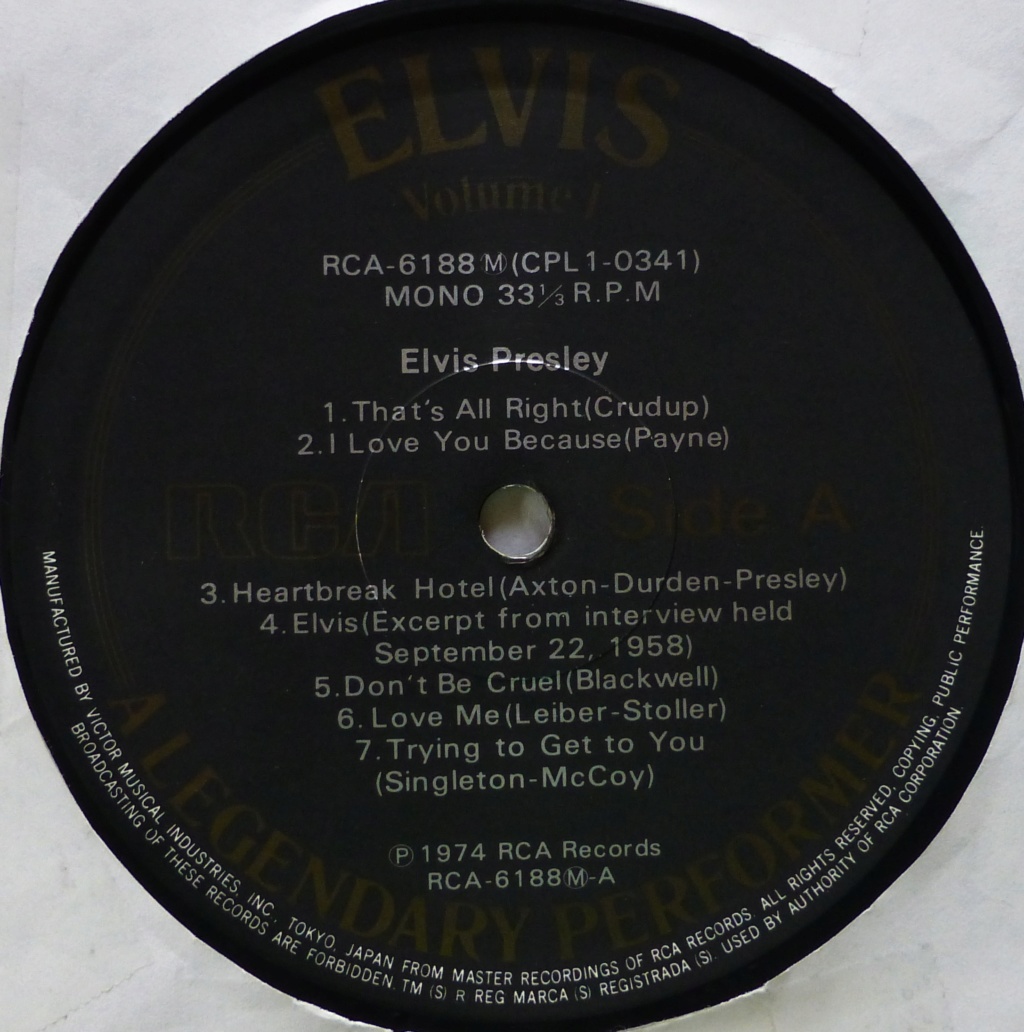 ELVIS
Volume 1
RCA-6188Ⓜ(CPL1-0341)
MONO 33⅓ R.P.M
Elvis Presley
1. That's All Right(Crudup)
2. I Love You Because(Payne)
RCA Side A
3. Heartbreak Hotel(Axton-Durden-Presley)
4. Elvis(Excerpt from interview held
September 22, 1958)
5. Don't Be Cruel(Blackwell)
6. Love Me(Leiber-Stoller)
7. Trying to Get to You
(Singleton-McCoy)
Ⓟ 1974 RCA Records
RCA-6188Ⓜ-A
A LEGENDARY PERFORMER
MANUFACTURED BY VICTOR MUSICAL INDUSTRIES, INC., TOKYO, JAPAN FROM MASTER RECORDINGS OF RCA RECORDS. ALL RIGHTS RESERVED. COPYING, PUBLIC PERFORMANCE.
BROADCASTING OF THESE RECORDS ARE FORBIDDEN. TM (S) R REG MARCA (S) REGISTRADA (S). USED BY AUTHORITY OF RCA CORPORATION